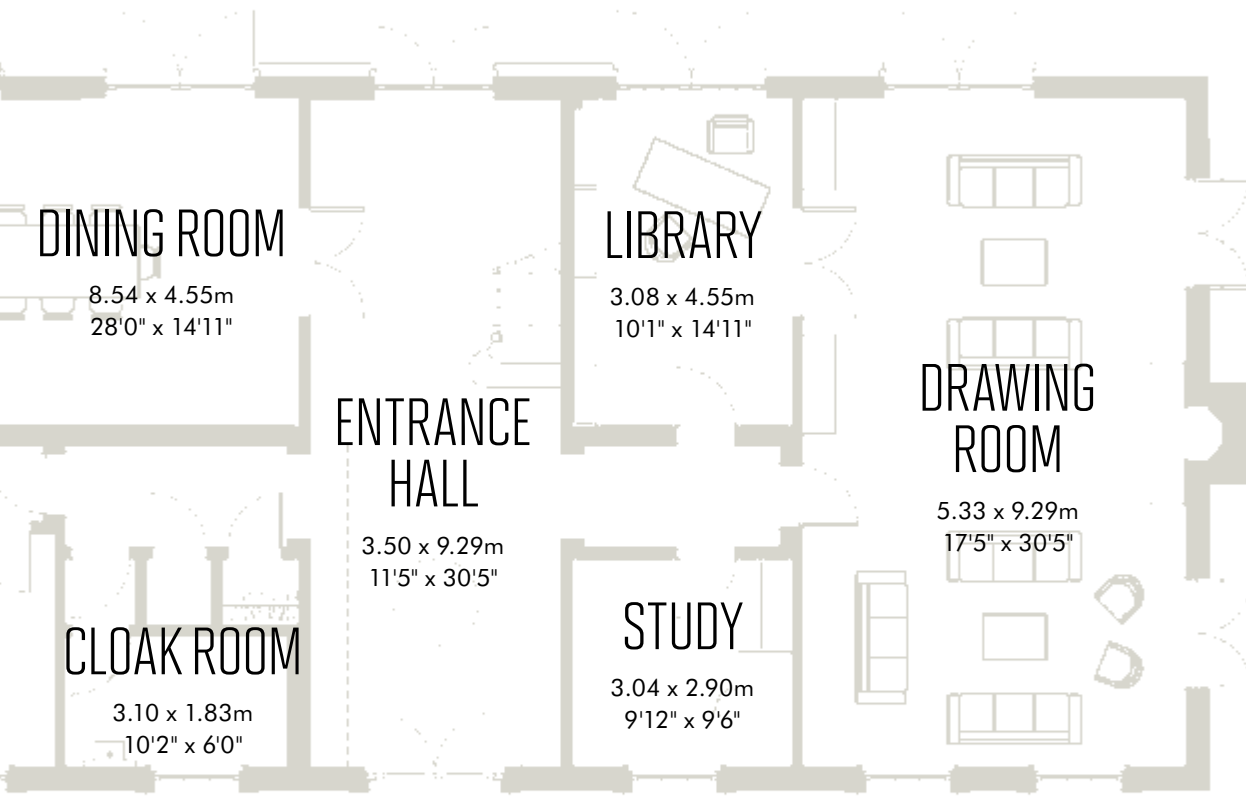 DINING ROOM
8.54 x 4.55m
28'0" x 14'11"
LIBRARY
3.08 x 4.55m
10'1" x 14'11"
ENTRANCE
HALL
3.50 x 9.29m
11'5" x 30'5"
DRAWING
ROOM
5.33 x 9.29m
17'5" x 30'5"
CLOAK ROOM
3.10 x 1.83m
10'2" x 6'0"
STUDY
3.04 x 2.90m
9'12" x 9'6"